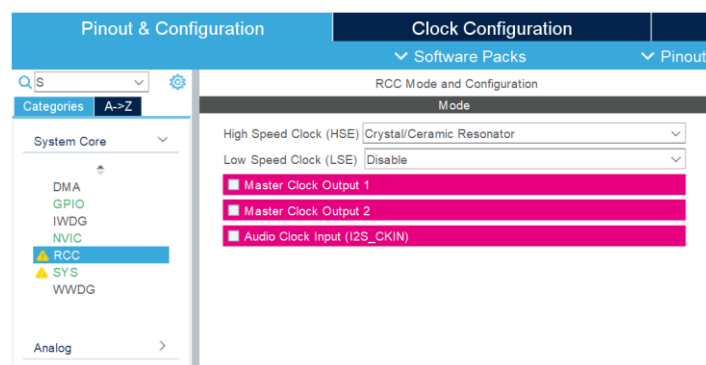 Pinout & Configuration
Clock Configuration
Software Packs
Pinout
S
Categories
A->Z
System Core
DMA
GPIO
IWDG
NVIC
RCC
SYS
WWDG
Analog
RCC Mode and Configuration
Mode
High Speed Clock (HSE) Crystal/Ceramic Resonator
Low Speed Clock (LSE) Disable
Master Clock Output 1
Master Clock Output 2
Audio Clock Input (I2S_CKIN)